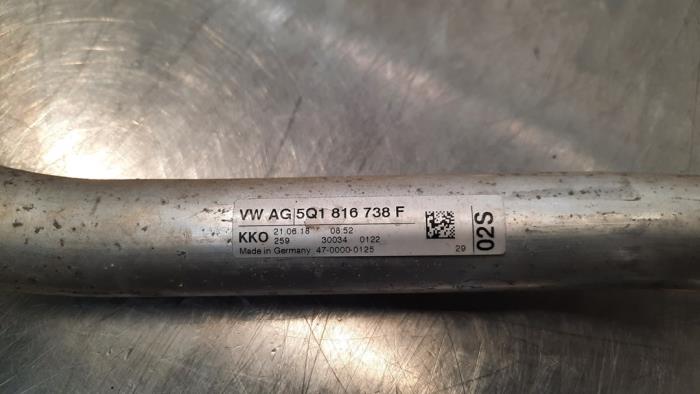 VW AG 5Q1 816 738 F
KKO 21.06.18 08:52
259 30034 0122
Made in Germany 47-0000-0125 29
02S